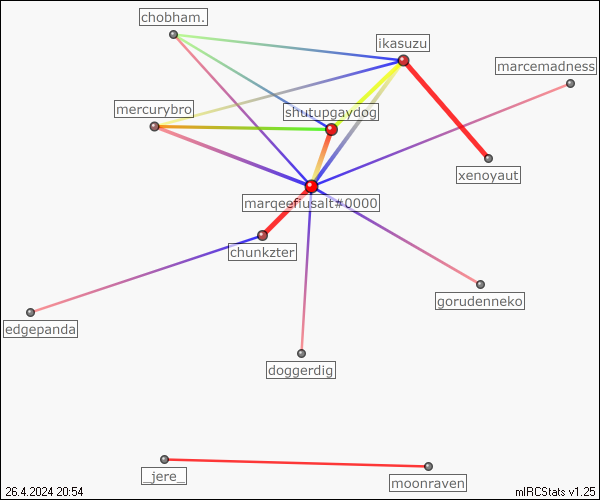 chobham.
ikasuzu
marcemadness
mercurybro
shutupgaydog
xenoyaut
marqeefiusalt#0000
chunkzter
gorudenneko
edgepanda
doggerdig
_jere_
moonraven
26.4.2024 20:54
mIRCStats v1.25